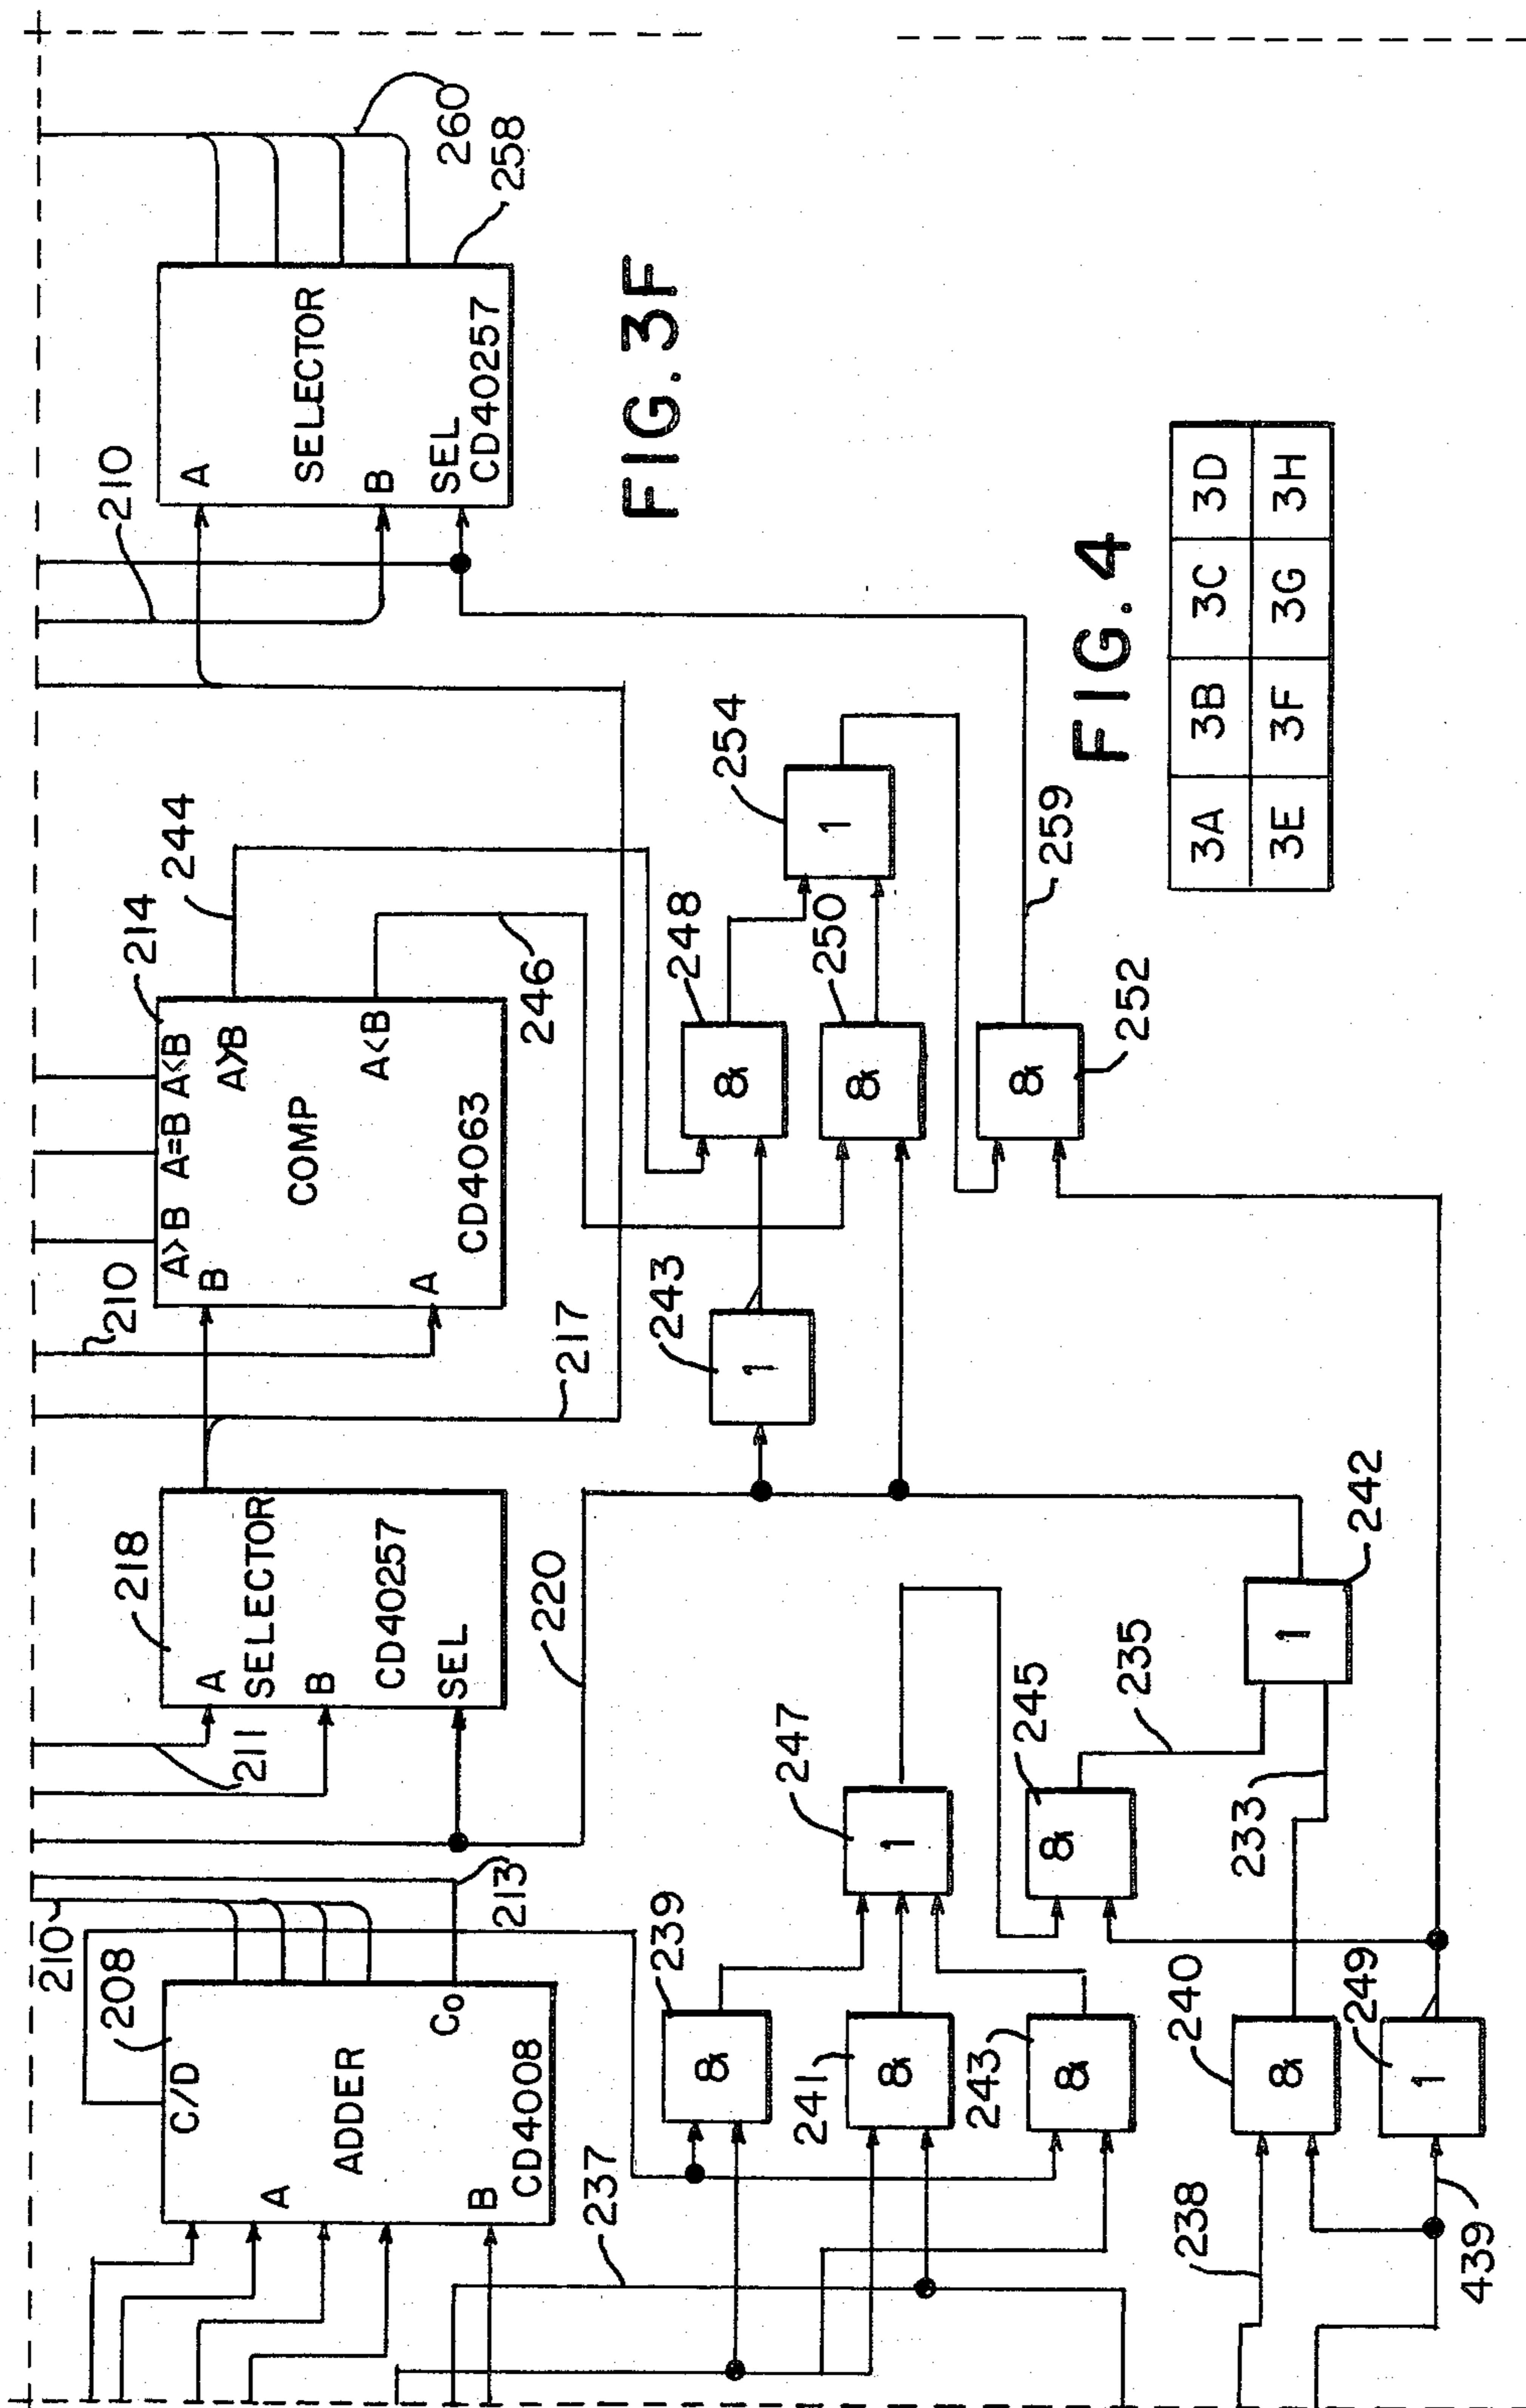 210
208
C/D
A
ADDER
B
CD4008
C0
213
211
218
A
SELECTOR
B
CD40257
SEL
220
217
210
214
A>B A=B A<B
B
A>B
COMP
A<B
A
CD4063
244
246
210
A
SELECTOR
B
SEL
CD40257
260
258
FIG. 3F
237
239
&
241
&
243
&
247
1
245
&
235
238
240
&
249
1
439
233
242
1
243
1
248
&
250
&
254
1
252
&
259
FIG. 4
3A 3B 3C 3D
3E 3F 3G 3H